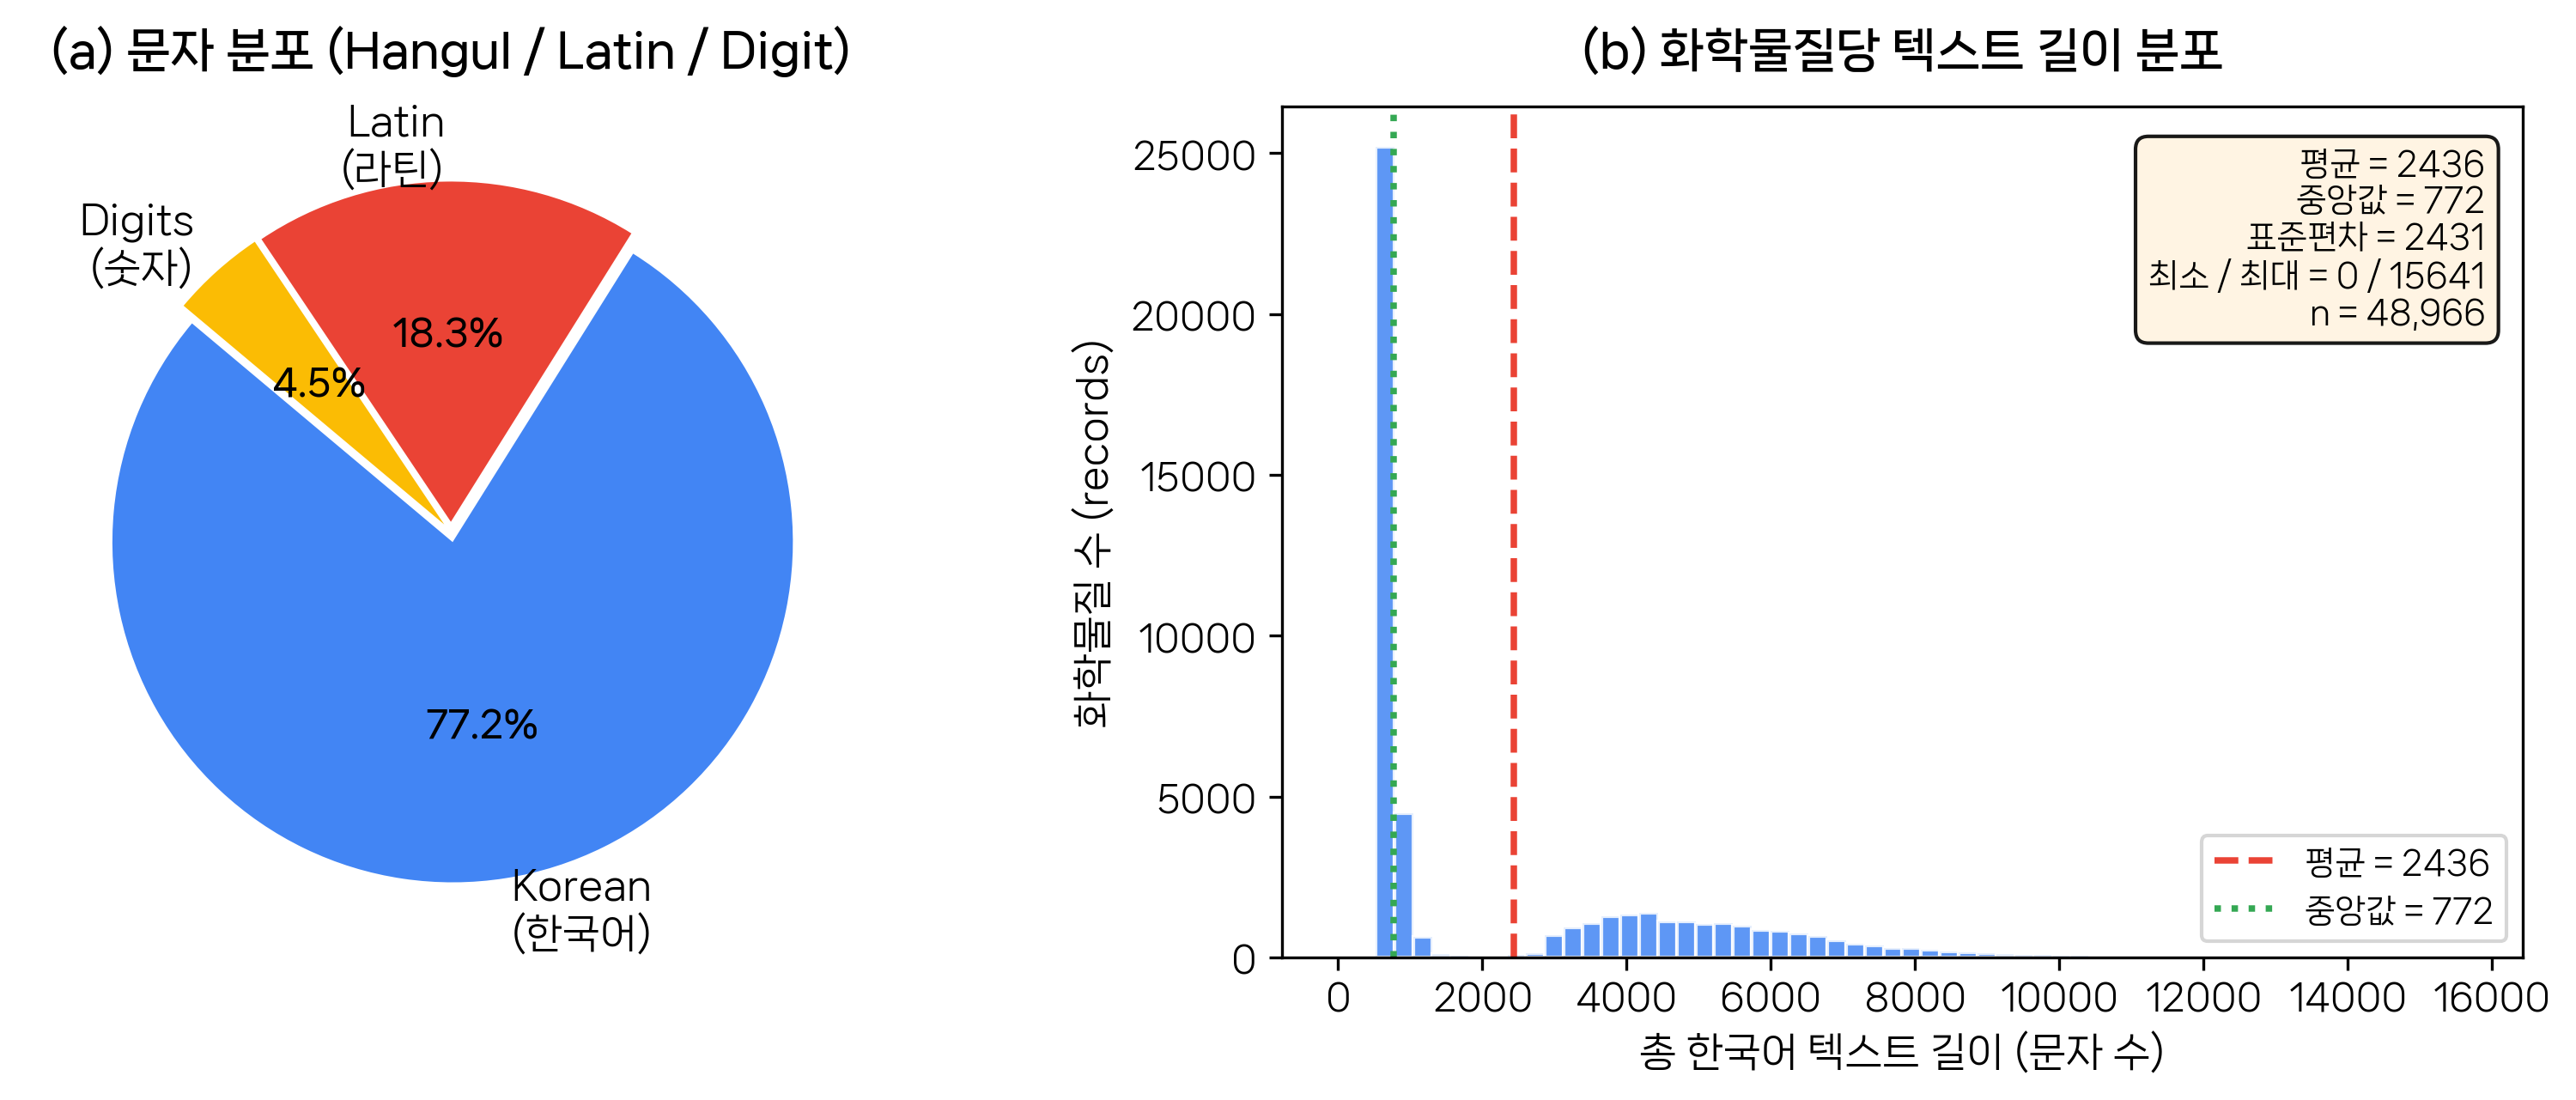 (a) 문자 분포 (Hangul / Latin / Digit)
Latin
(라틴)
Digits
(숫자)
18.3%
4.5%
77.2%
Korean
(한국어)
(b) 화학물질당 텍스트 길이 분포
화학물질 수 (records)
25000
20000
15000
10000
5000
0
평균 = 2436
중앙값 = 772
표준편차 = 2431
최소 / 최대 = 0 / 15641
n = 48,966
평균 = 2436
중앙값 = 772
0 2000 4000 6000 8000 10000 12000 14000 16000
총 한국어 텍스트 길이 (문자 수)